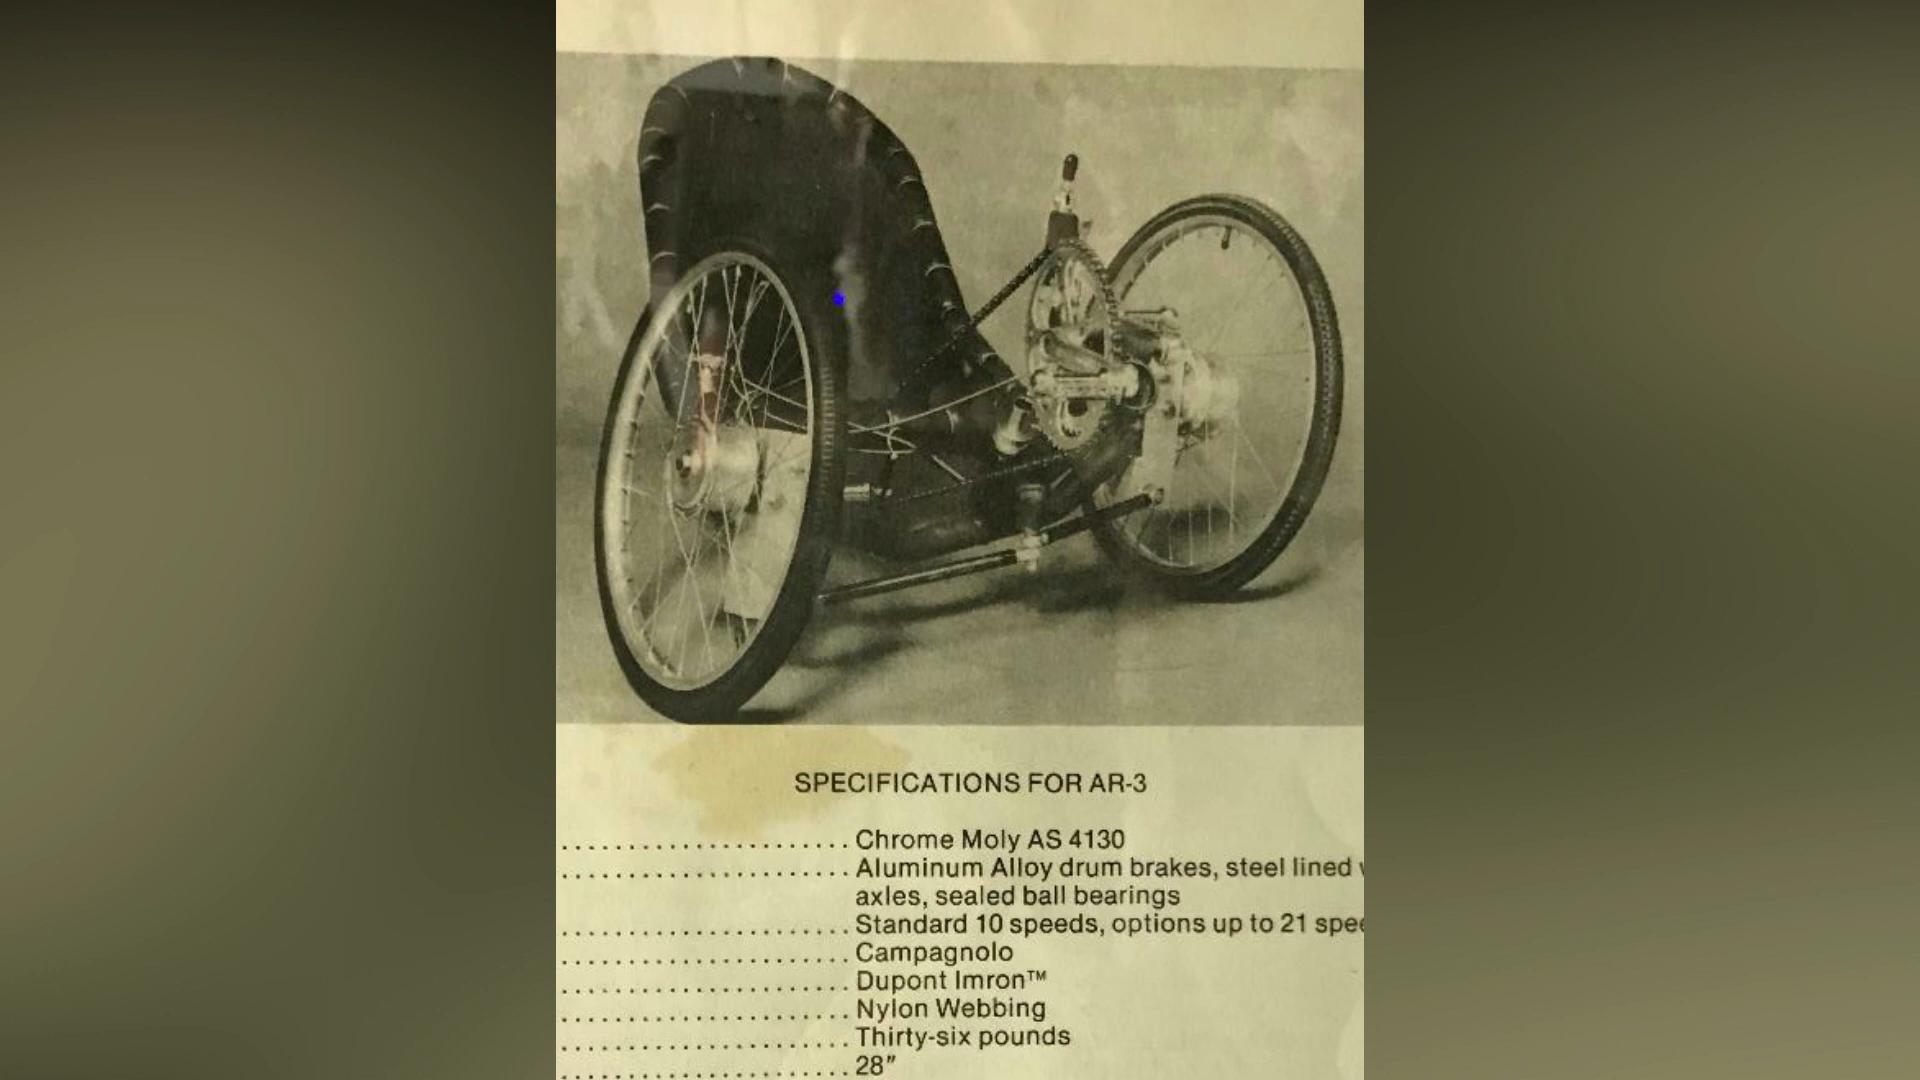 SPECIFICATIONS FOR AR-3
..................... Chrome Moly AS 4130
..................... Aluminum Alloy drum brakes, steel lined
axles, sealed ball bearings
..................... Standard 10 speeds, options up to 21
..................... Campagnolo
..................... Dupont Imron™
..................... Nylon Webbing
..................... Thirty-six pounds
..................... 28″